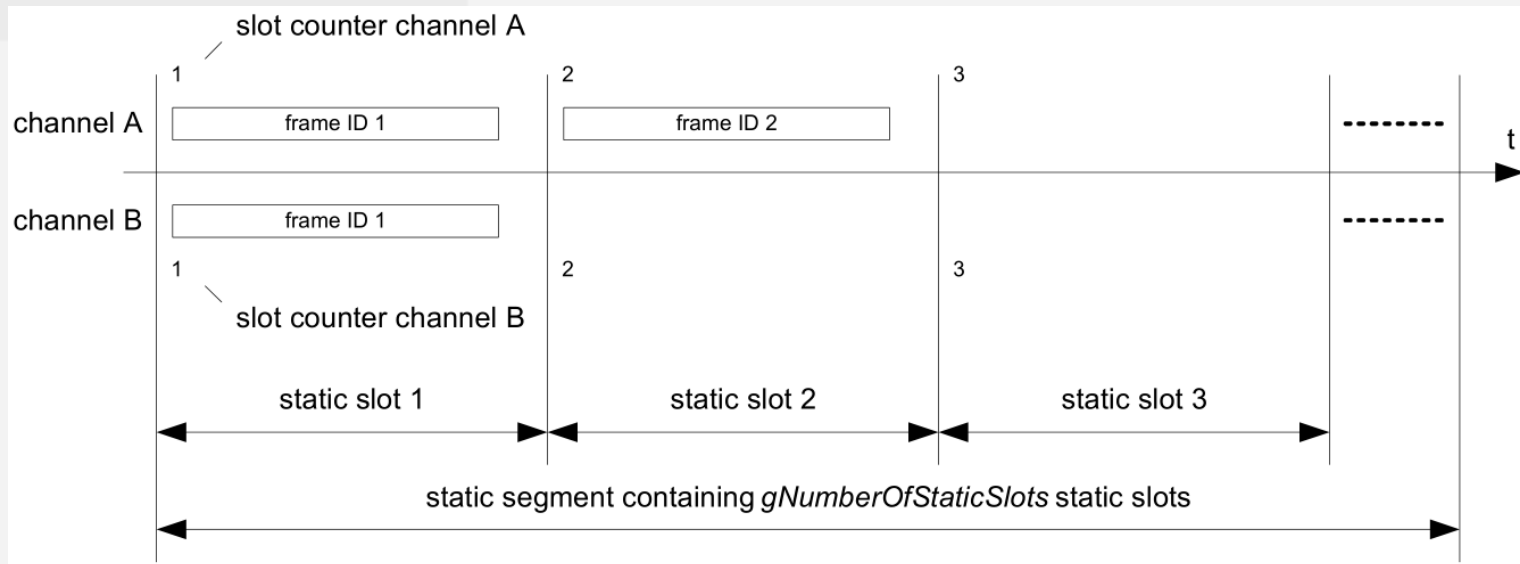 slot counter channel A
1
2
3
channel A
frame ID 1
frame ID 2
t
channel B
frame ID 1
1
2
3
slot counter channel B
static slot 1
static slot 2
static slot 3
static segment containing gNumberOfStaticSlots static slots